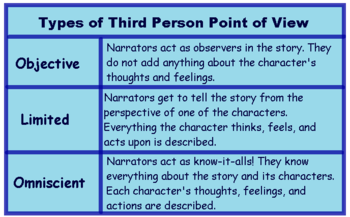 Types of Third Person Point of View
Objective
Narrators act as observers in the story. They
do not add anything about the character's
thoughts and feelings.
Limited
Narrators get to tell the story from the
perspective of one of the characters.
Everything the character thinks, feels, and
acts upon is described.
Omniscient
Narrators act as know-it-alls! They know
everything about the story and its characters.
Each character's thoughts, feelings, and
actions are described.